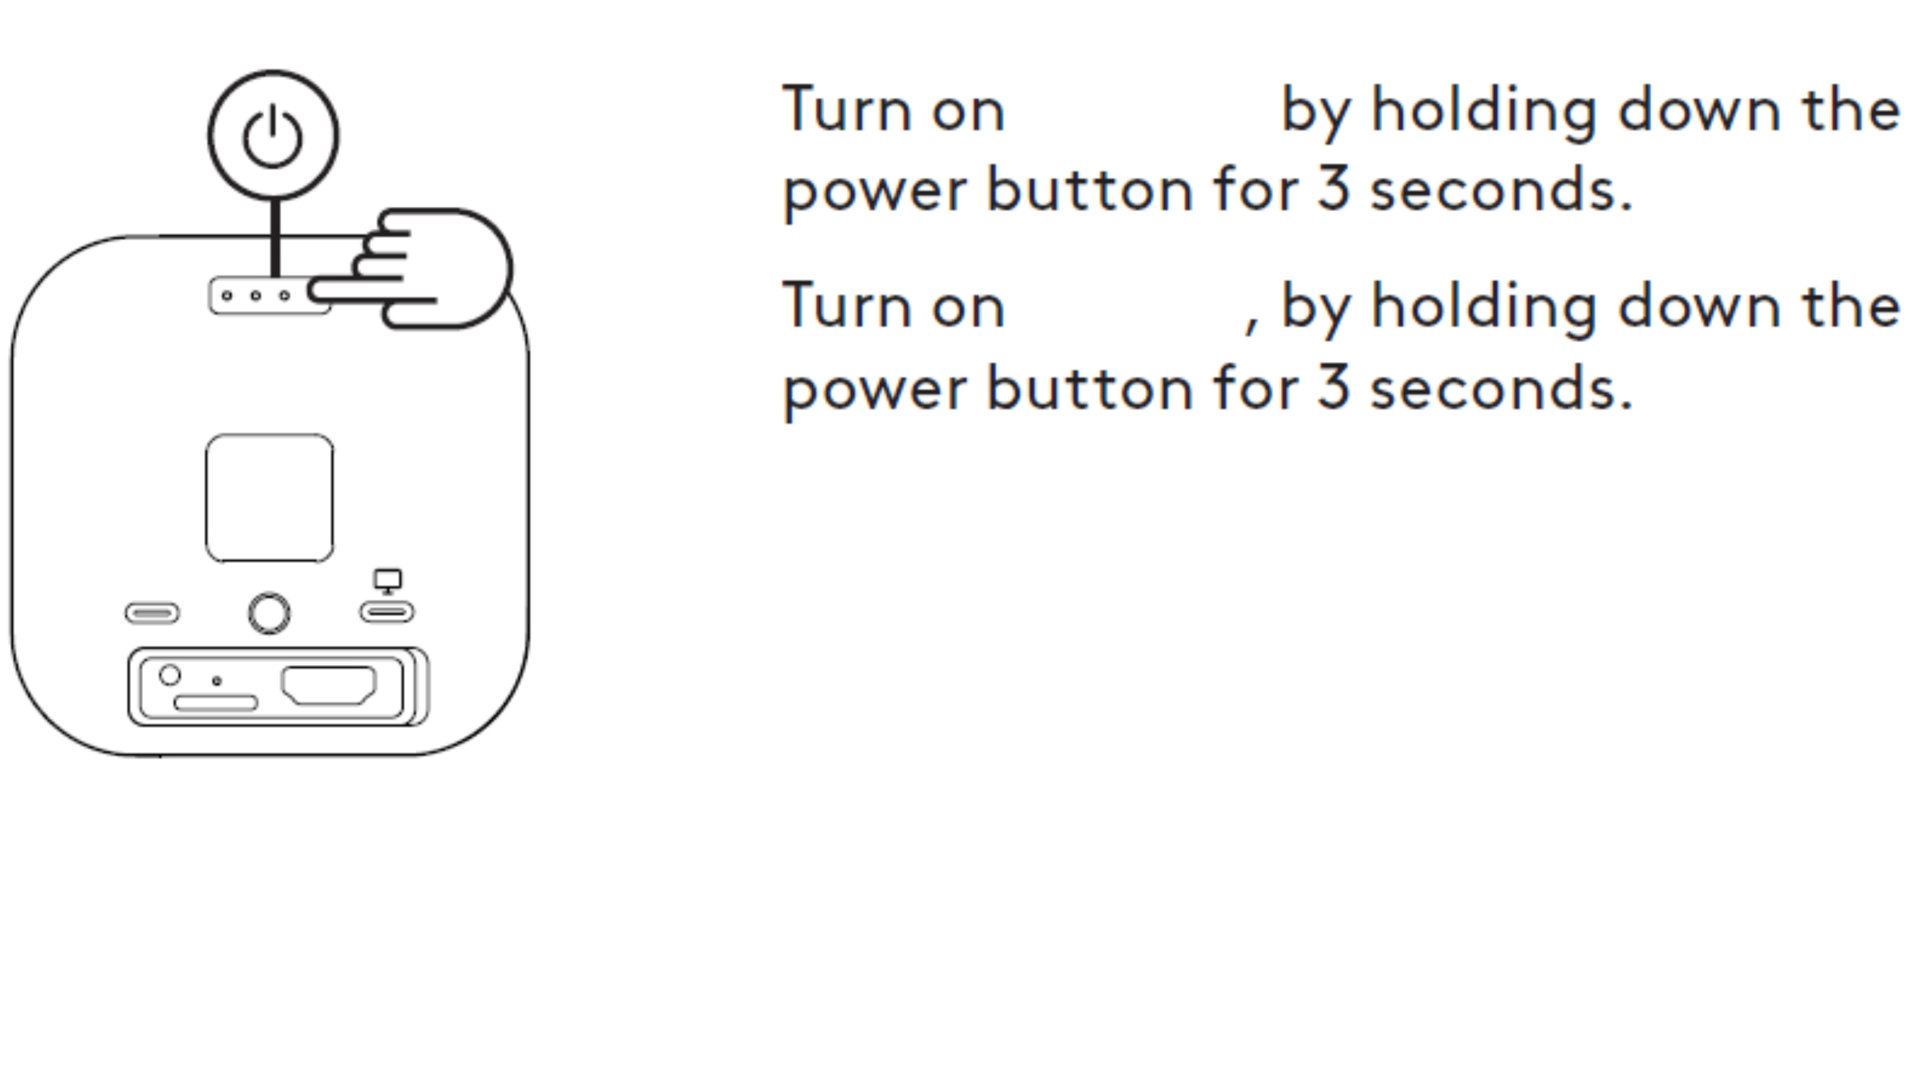 Turn on by holding down the
power button for 3 seconds.
Turn on , by holding down the
power button for 3 seconds.